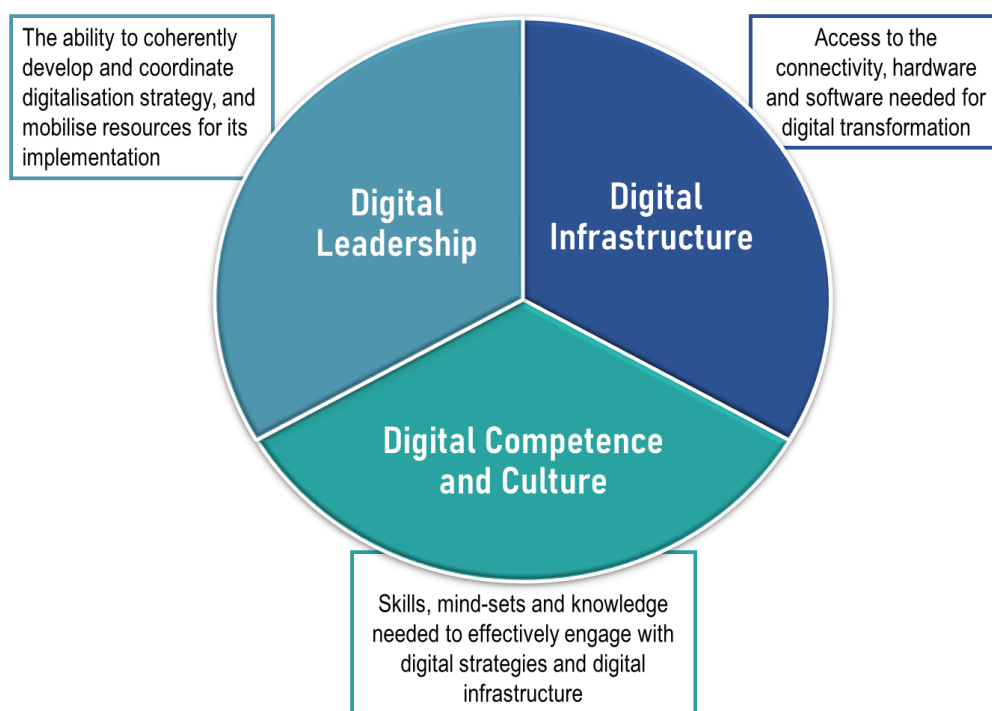 The ability to coherently
develop and coordinate
digitalisation strategy, and
mobilise resources for its
implementation
Access to the
connectivity, hardware
and software needed for
digital transformation
Digital
Leadership
Digital
Infrastructure
Digital Competence
and Culture
Skills, mind-sets and knowledge
needed to effectively engage with
digital strategies and digital
infrastructure